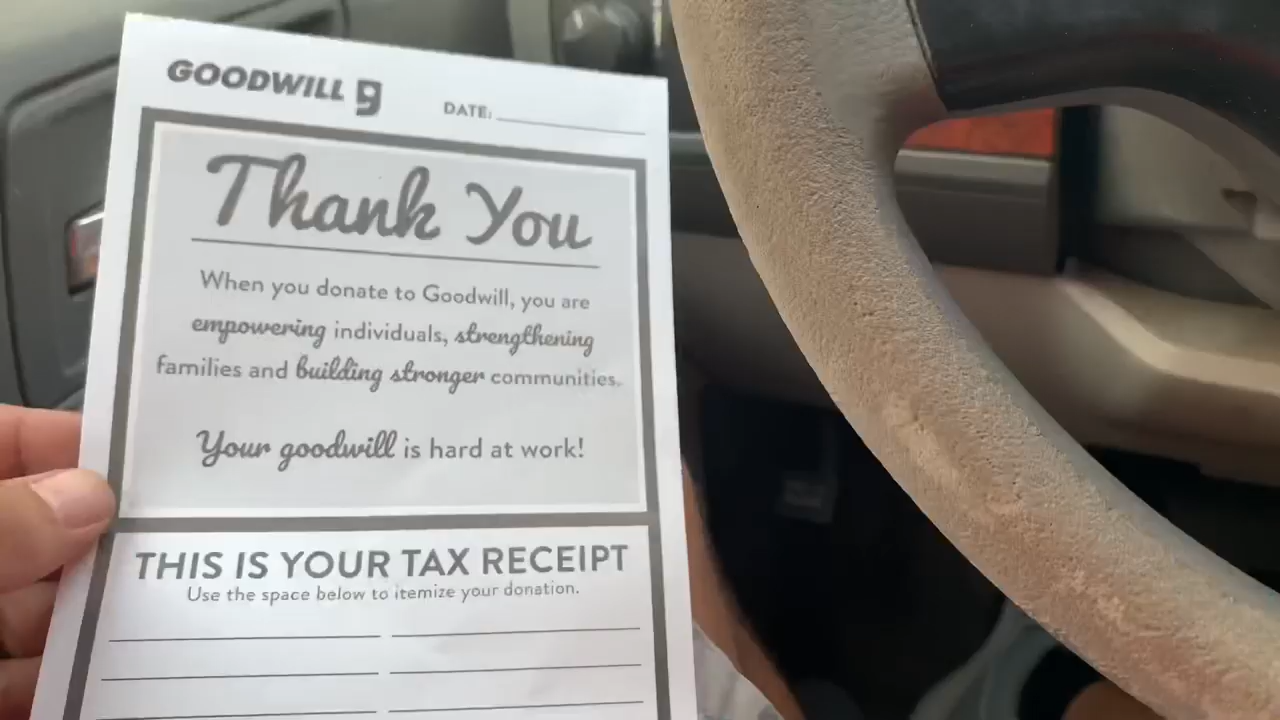 GOODWILL g
DATE:
Thank You
When you donate to Goodwill, you are
empowering individuals, strengthening
families and building stronger communities.
Your goodwill is hard at work!
THIS IS YOUR TAX RECEIPT
Use the space below to itemize your donation.